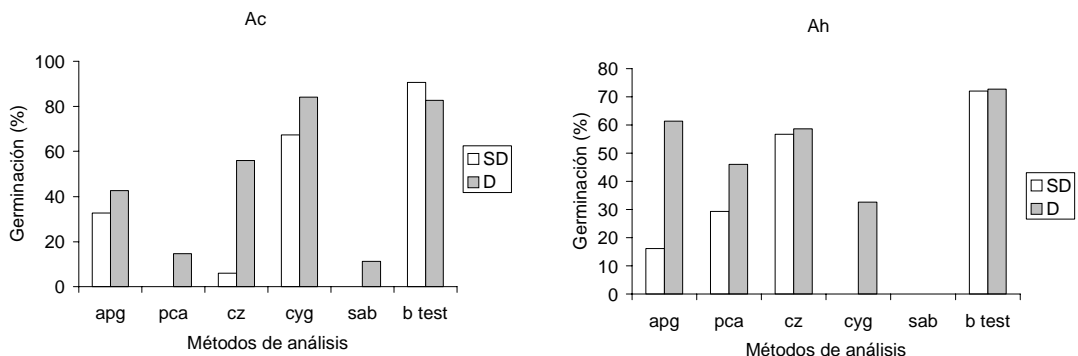 Ac
Germinación (%)
100
80
60
40
20
0
apg pca cz cyg sab b test
Métodos de análisis
SD
D
Ah
Germinación (%)
80
70
60
50
40
30
20
10
0
apg pca cz cyg sab b test
Métodos de análisis
SD
D